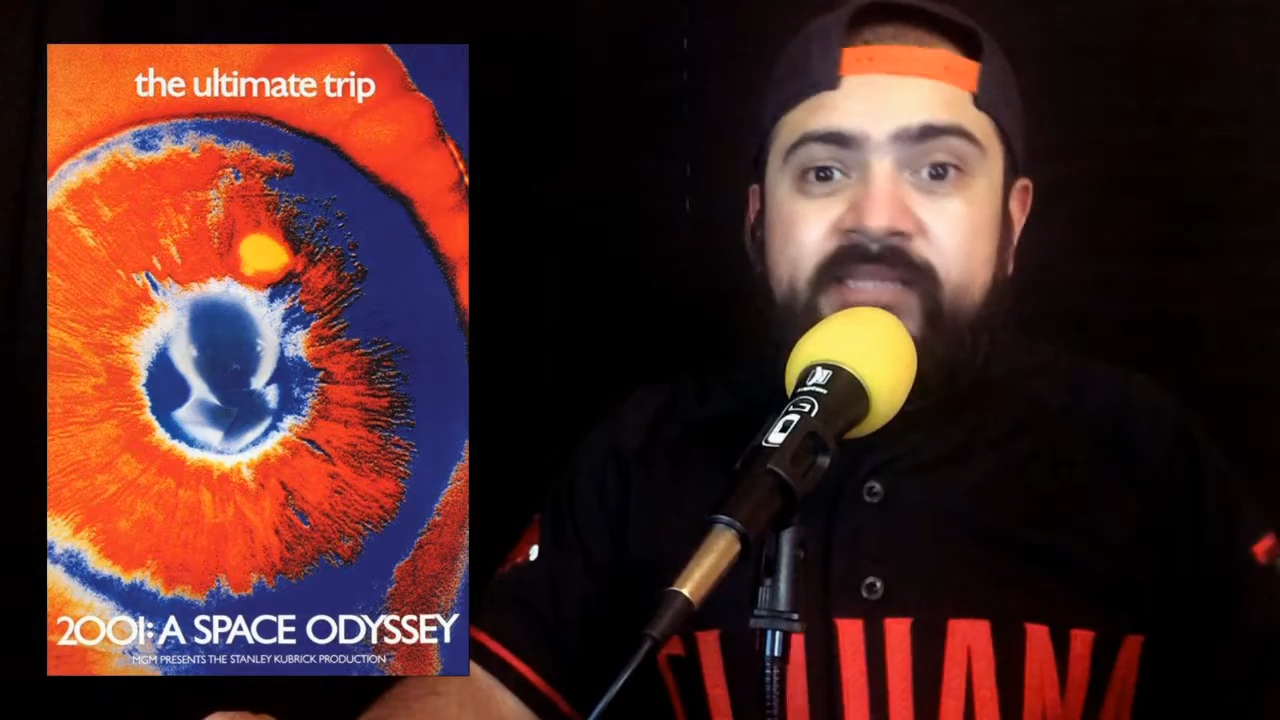 the ultimate trip
2001: A SPACE ODYSSEY
MGM PRESENTS THE STANLEY KUBRICK PRODUCTION